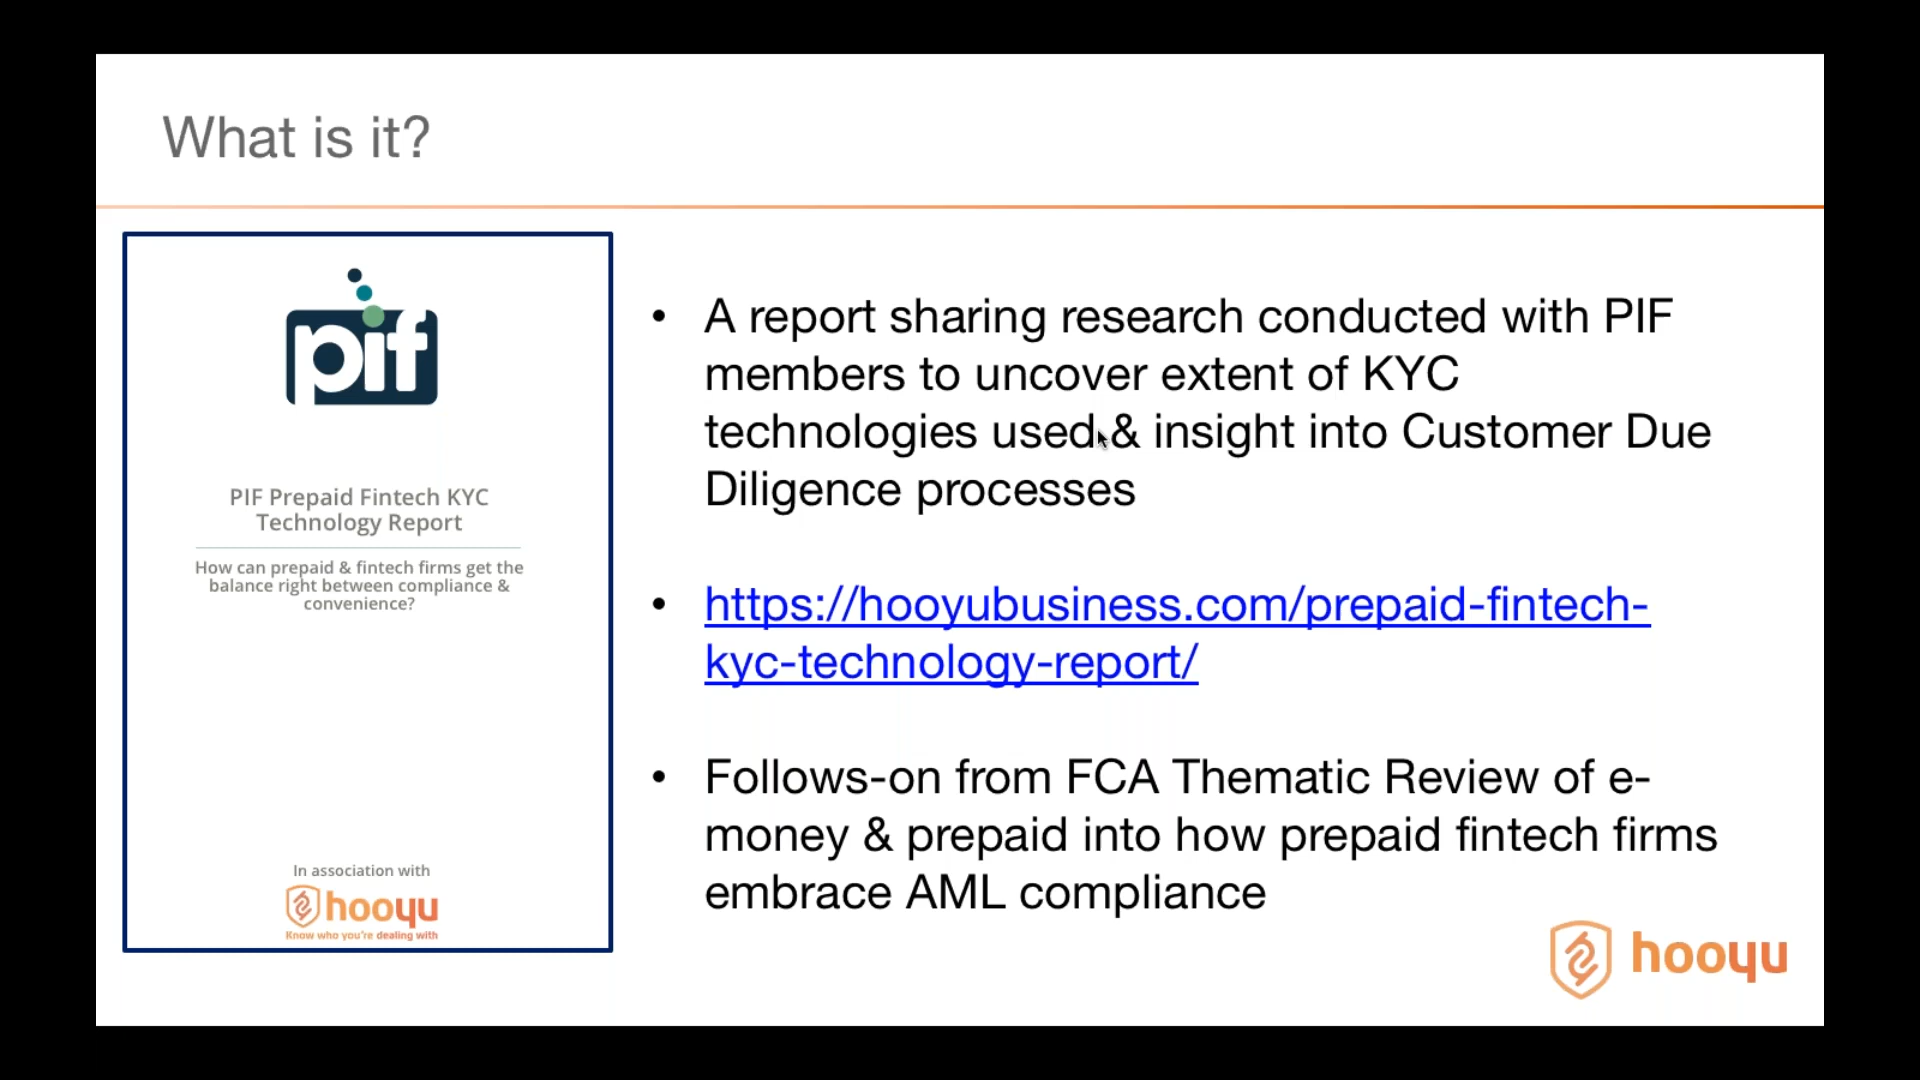 What is it?
pif
PIF Prepaid Fintech KYC
Technology Report
How can prepaid & fintech firms get the
balance right between compliance &
convenience?
In association with
hooyu
Know who you're dealing with
• A report sharing research conducted with PIF
members to uncover extent of KYC
technologies used & insight into Customer Due
Diligence processes
• https://hooyubusiness.com/prepaid-fintech-
kyc-technology-report/
• Follows-on from FCA Thematic Review of e-
money & prepaid into how prepaid fintech firms
embrace AML compliance
hooyu